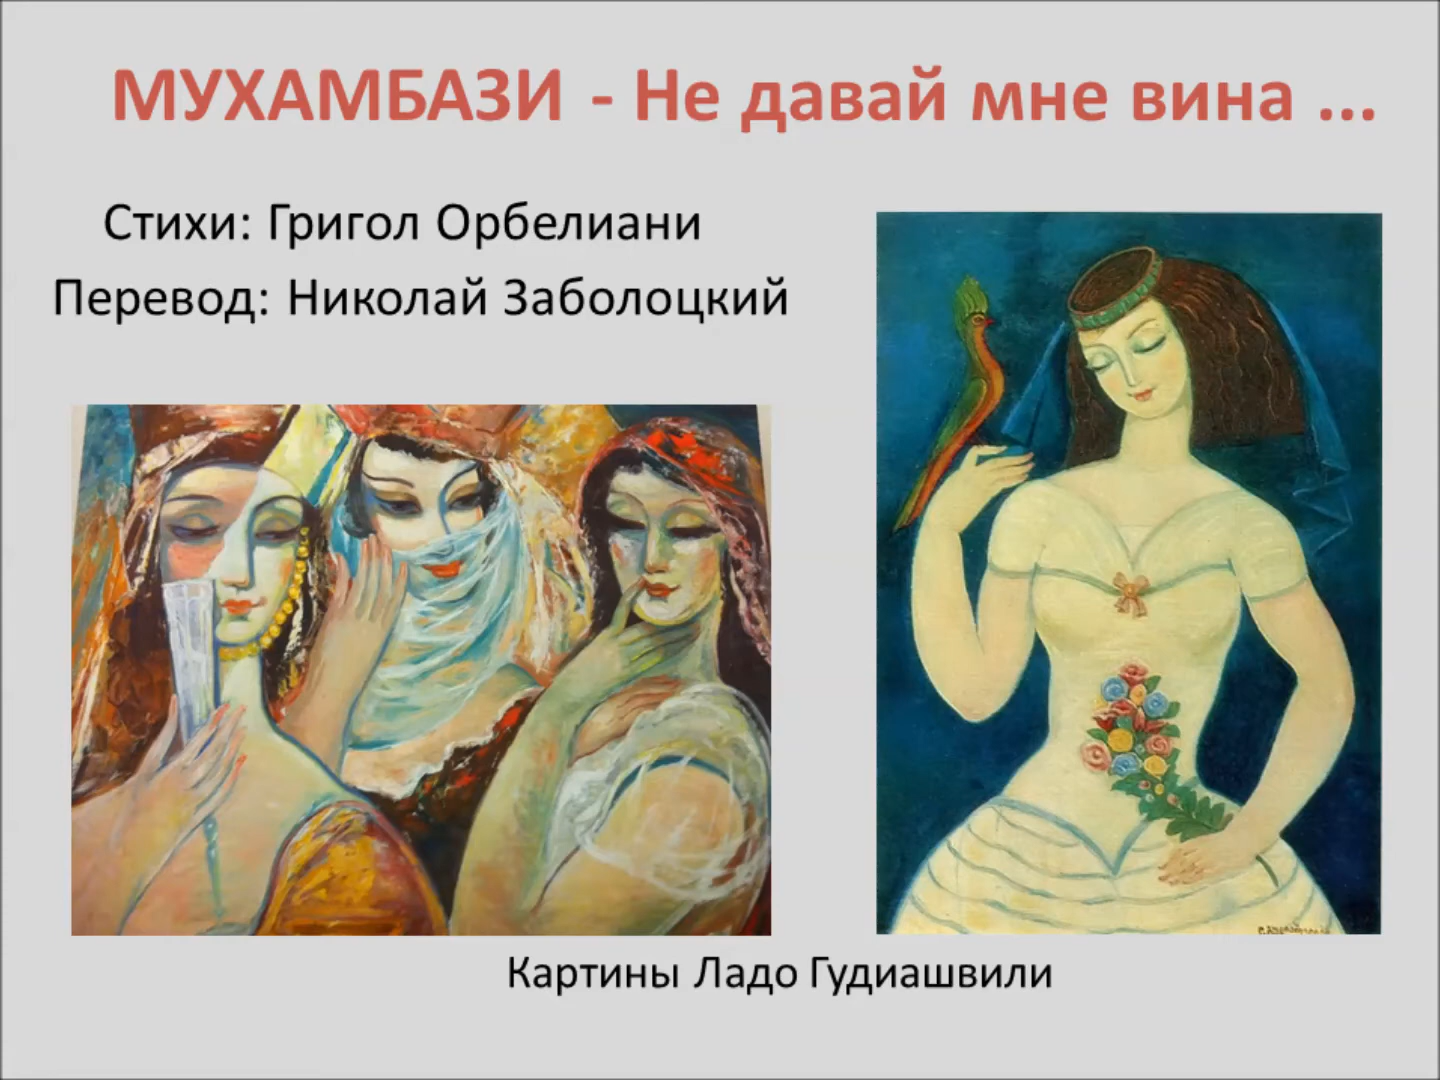 МУХАМБАЗИ - Не давай мне вина ...
Стихи: Григол Орбелиани
Перевод: Николай Заболоцкий
Картины Ладо Гудиашвили